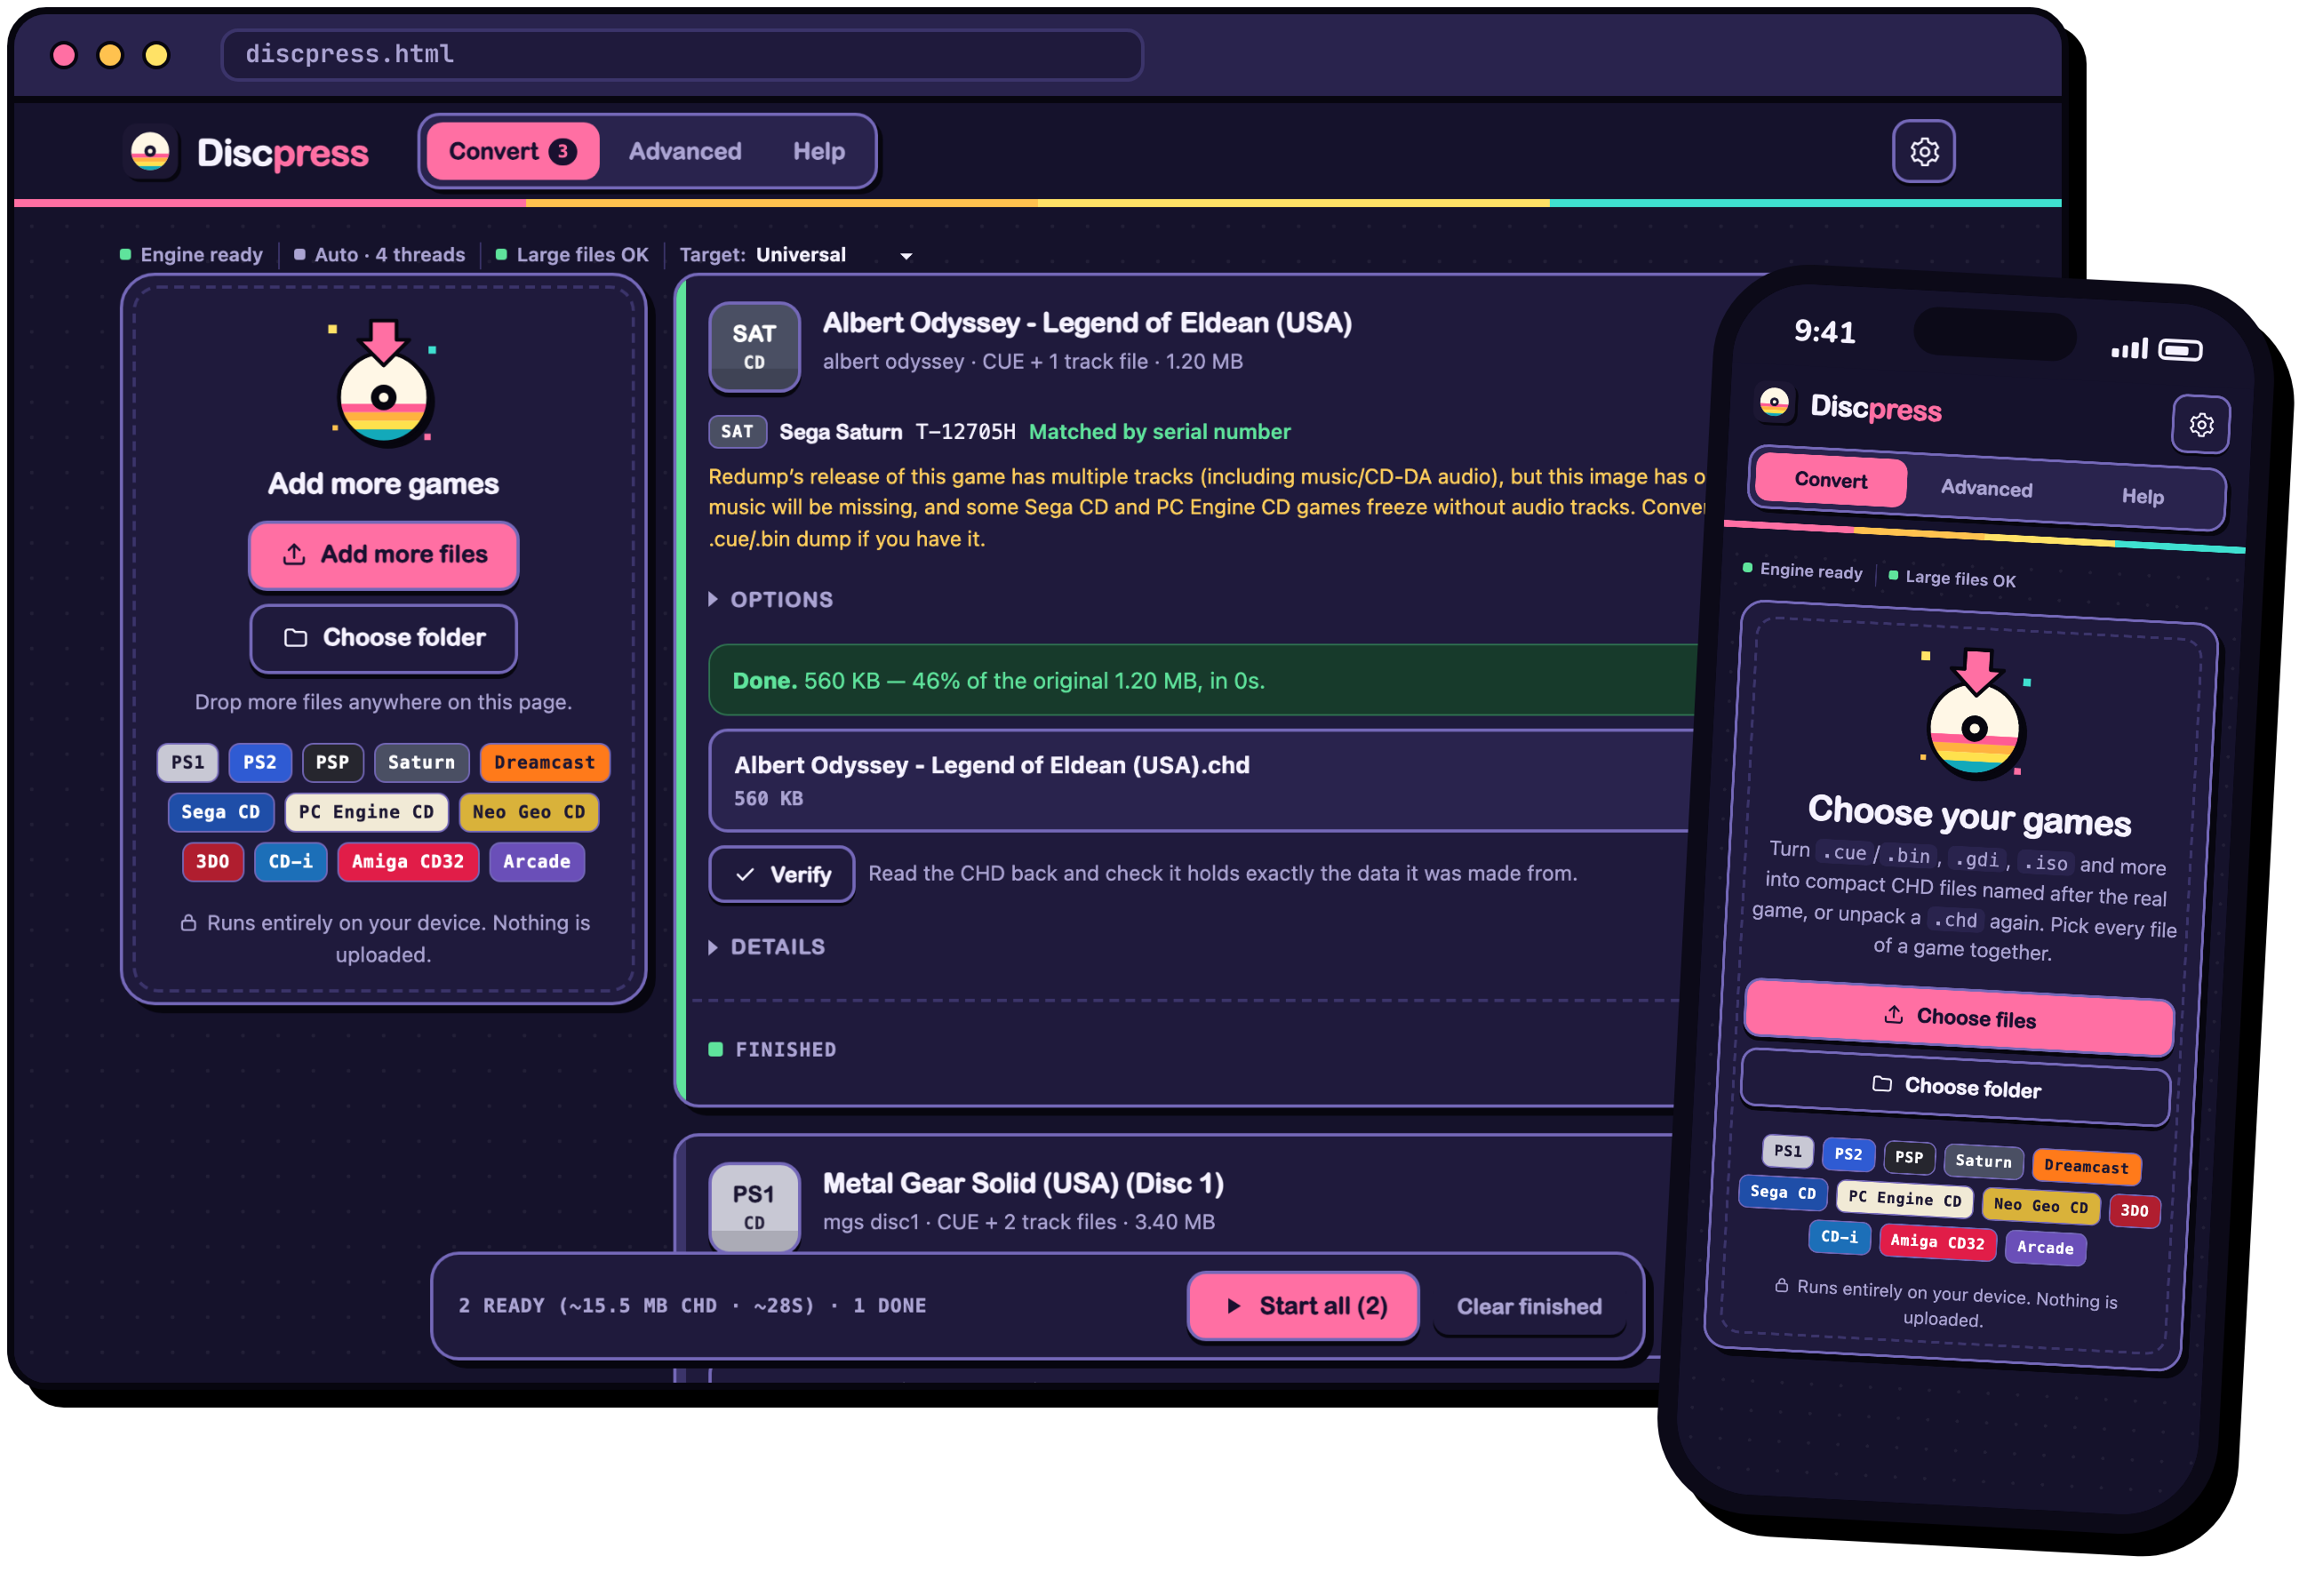 discpress.html
Discpress
Convert 3
Advanced
Help
Engine ready
Auto · 4 threads
Large files OK
Target: Universal
Add more games
Add more files
Choose folder
Drop more files anywhere on this page.
PS1 PS2 PSP Saturn Dreamcast
Sega CD PC Engine CD Neo Geo CD
3DO CD-i Amiga CD32 Arcade
Runs entirely on your device. Nothing is
uploaded.
SAT
CD
Albert Odyssey - Legend of Eldean (USA)
albert odyssey · CUE + 1 track file · 1.20 MB
SAT Sega Saturn T-12705H Matched by serial number
Redump’s release of this game has multiple tracks (including music/CD-DA audio), but this image has
music will be missing, and some Sega CD and PC Engine CD games freeze without audio tracks.
.cue/.bin dump if you have it.
OPTIONS
Done. 560 KB — 46% of the original 1.20 MB, in 0s.
Albert Odyssey - Legend of Eldean (USA).chd
560 KB
Verify
Read the CHD back and check it holds exactly the data it was made from.
DETAILS
FINISHED
PS1
CD
Metal Gear Solid (USA) (Disc 1)
mgs disc1 · CUE + 2 track files · 3.40 MB
2 READY (~15.5 MB CHD · ~28S) · 1 DONE
Start all (2)
Clear finished
9:41
Discpress
Convert
Advanced
Help
Engine ready
Large files OK
Choose your games
Turn .cue/.bin, .gdi, .iso and more
into compact CHD files named after the real
game, or unpack a .chd again. Pick every file
of a game together.
Choose files
Choose folder
PS1 PS2 PSP Saturn Dreamcast
Sega CD PC Engine CD Neo Geo CD 3DO
CD-i Amiga CD32 Arcade
Runs entirely on your device. Nothing is
uploaded.